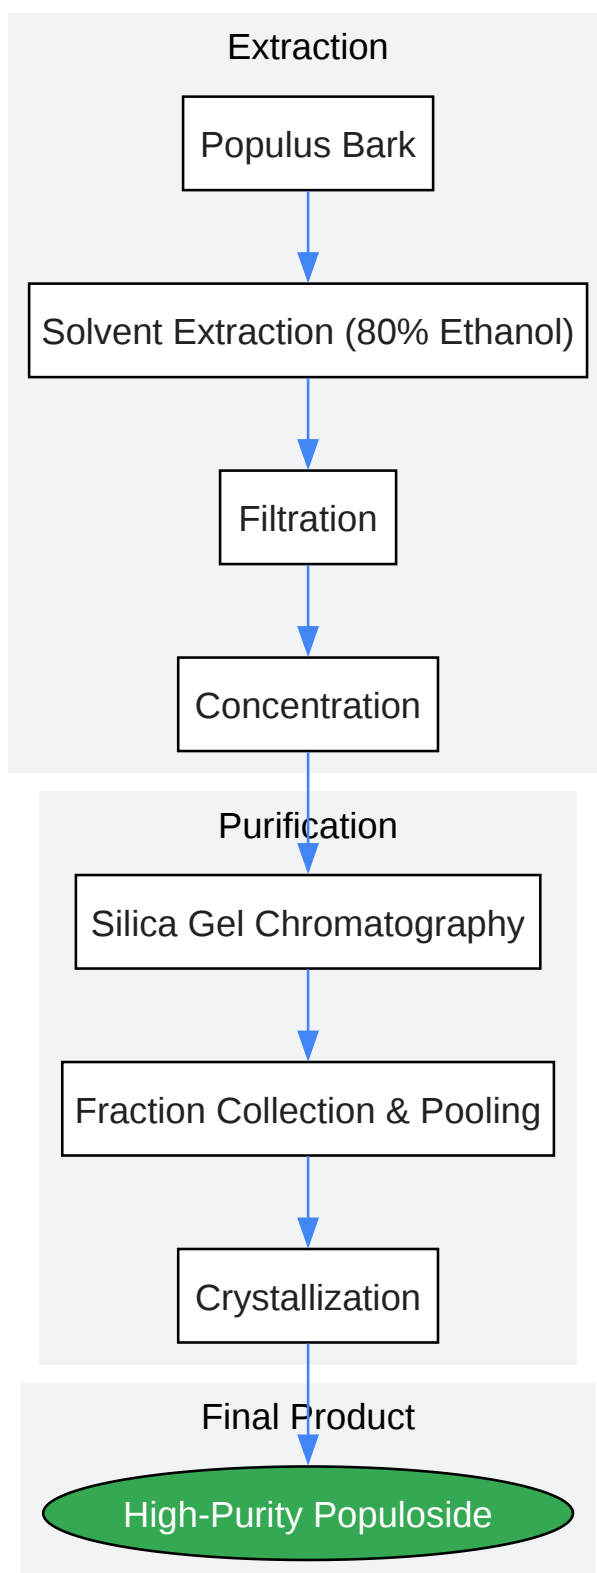 Extraction
Populus Bark
Solvent Extraction (80% Ethanol)
Filtration
Concentration
Purification
Silica Gel Chromatography
Fraction Collection & Pooling
Crystallization
Final Product
High-Purity Populoside